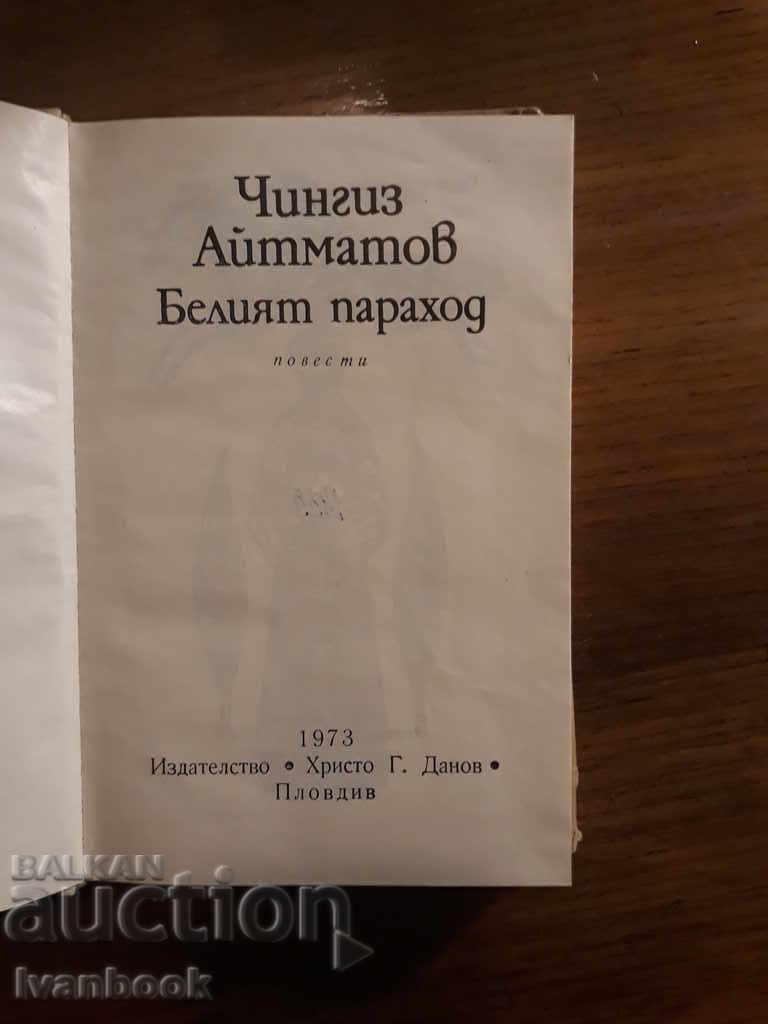 Чингиз
Айтматов
Белият параход
повести
1973
Издателство • Христо Г. Данов •
Пловдив
BALKAN
auction
Ivanbook